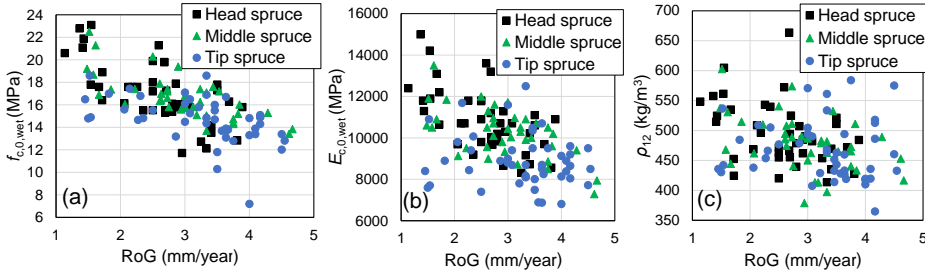 (a)
24
22
20
18
16
14
12
10
8
6
f c,0,wet (MPa)
1 2 3 4 5
RoG (mm/year)
Head spruce
Middle spruce
Tip spruce
(b)
16000
14000
12000
10000
8000
6000
E c,0,wet (MPa)
1 2 3 4 5
RoG (mm/year)
Head spruce
Middle spruce
Tip spruce
(c)
700
650
600
550
500
450
400
350
ρ12 (kg/m³)
1 2 3 4 5
RoG (mm/year)
Head spruce
Middle spruce
Tip spruce